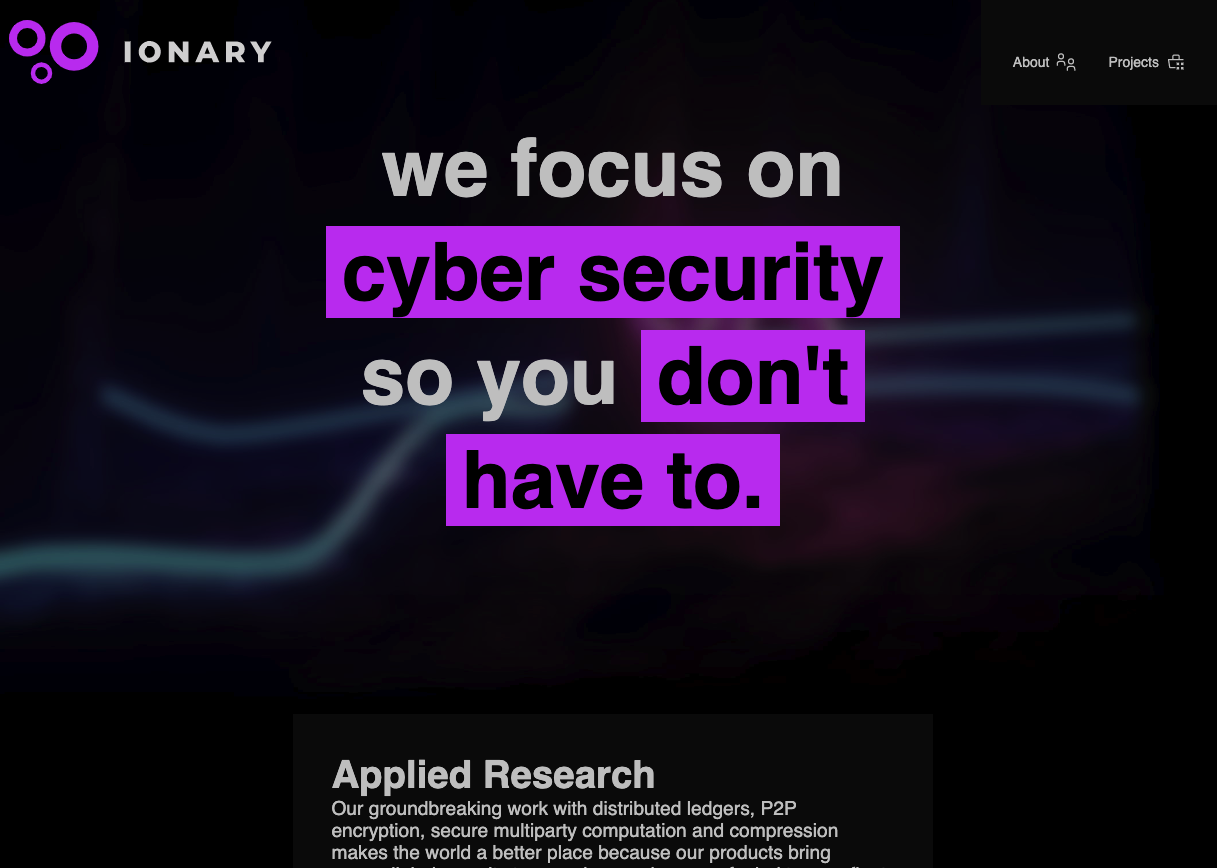 IONARY
About
Projects
we focus on
cyber security
so you don't
have to.
Applied Research
Our groundbreaking work with distributed ledgers, P2P
encryption, secure multiparty computation and compression
makes the world a better place because our products bring